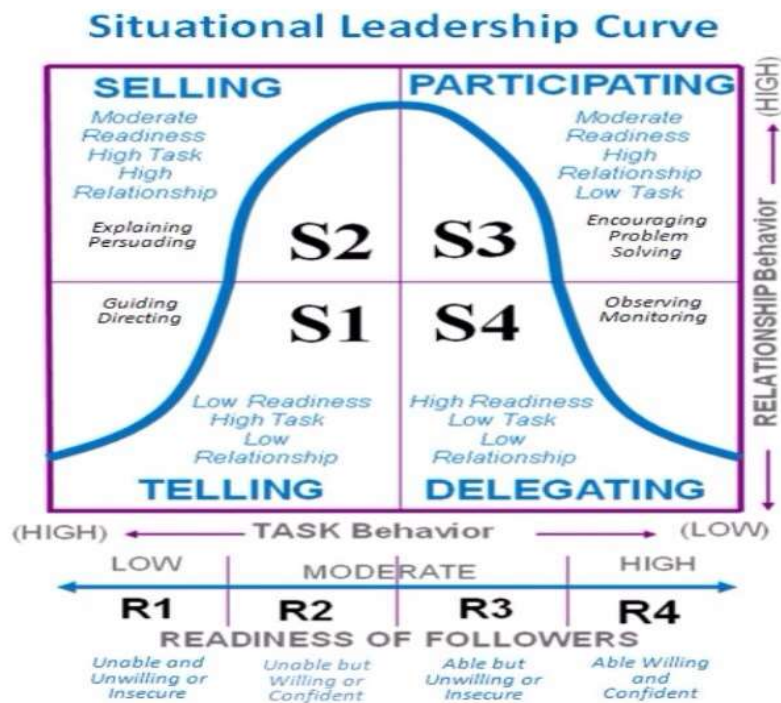 Situational Leadership Curve
SELLING
Moderate
Readiness
High Task
High
Relationship
Explaining
Persuading
S2
PARTICIPATING
Moderate
Readiness
High
Relationship
Low Task
Encouraging
Problem
Solving
S3
Guiding
Directing
S1
Low Readiness
High Task
Low
Relationship
TELLING
Observing
Monitoring
S4
High Readiness
Low Task
Low
Relationship
DELEGATING
(HIGH)
RELATIONSHIP Behavior
(LOW)
(HIGH) TASK Behavior (LOW)
LOW MODERATE HIGH
R1 R2 R3 R4
READINESS OF FOLLOWERS
Unable and
Unwilling or
Insecure
Unable but
Willing or
Confident
Able but
Unwilling or
Insecure
Able Willing
and
Confident